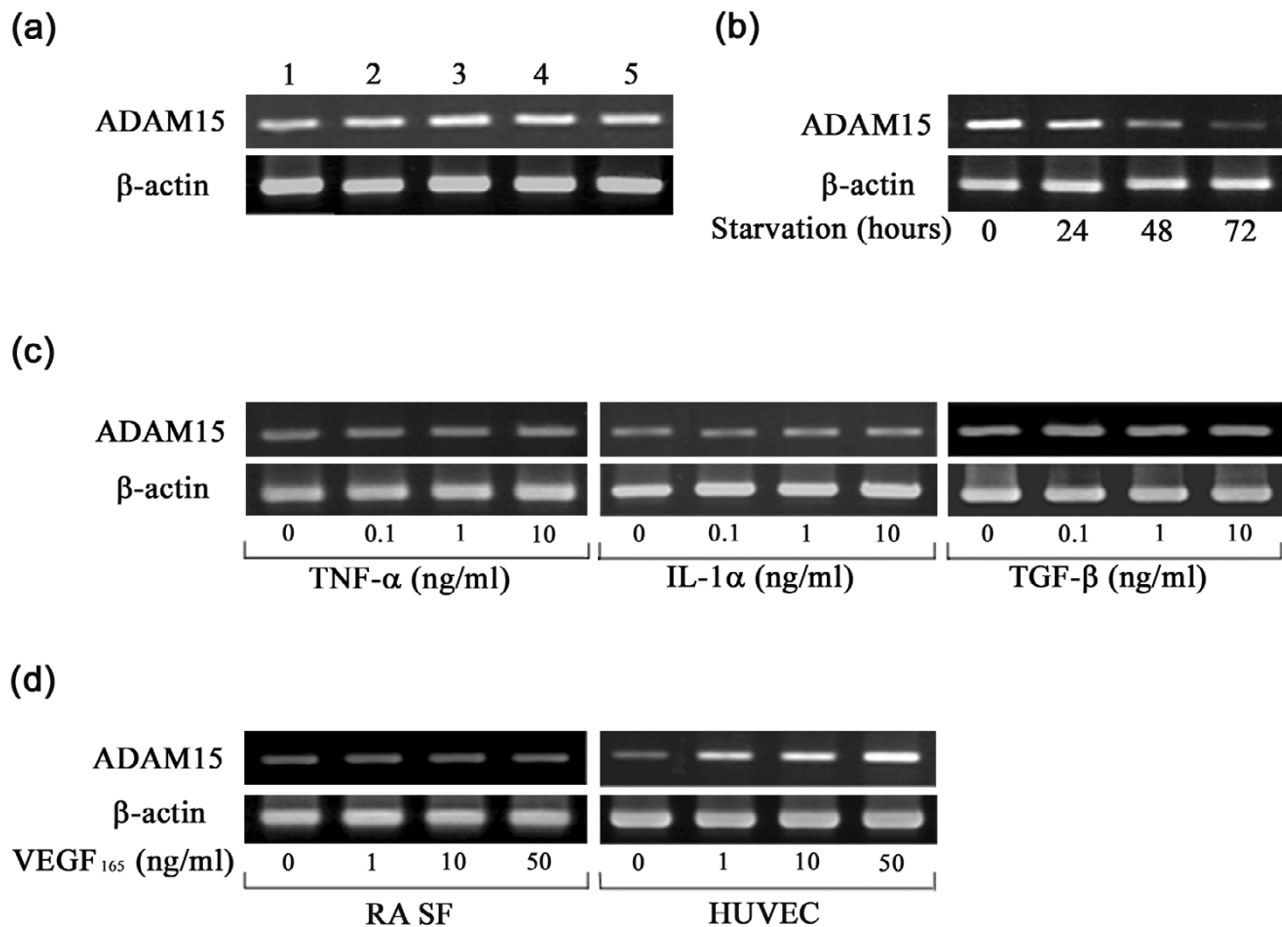 (a)
1 2 3 4 5
ADAM15
β-actin
(b)
ADAM15
β-actin
Starvation (hours) 0 24 48 72
(c)
ADAM15
β-actin
0 0.1 1 10 0 0.1 1 10 0 0.1 1 10
TNF-α (ng/ml) IL-1α (ng/ml) TGF-β (ng/ml)
(d)
ADAM15
β-actin
VEGF₁₆₅ (ng/ml) 0 1 10 50 0 1 10 50
RA SF HUVEC